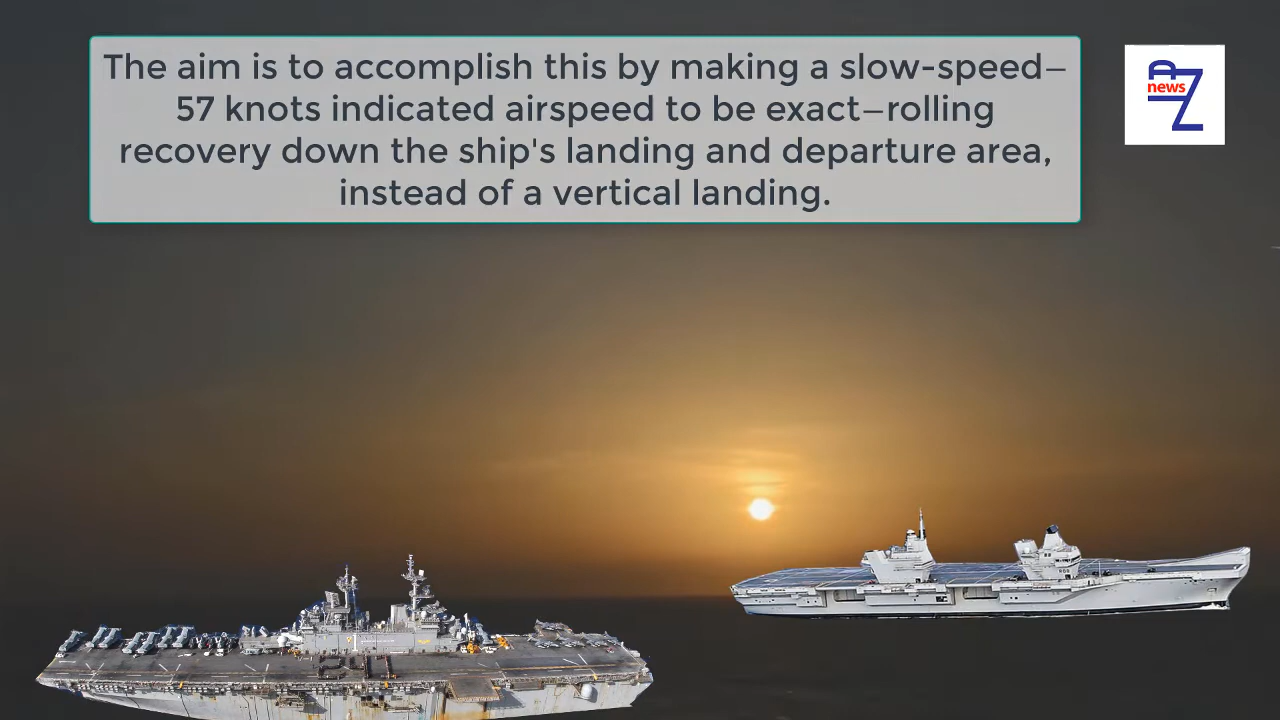 The aim is to accomplish this by making a slow-speed—
57 knots indicated airspeed to be exact—rolling
recovery down the ship's landing and departure area,
instead of a vertical landing.
A
news
Z